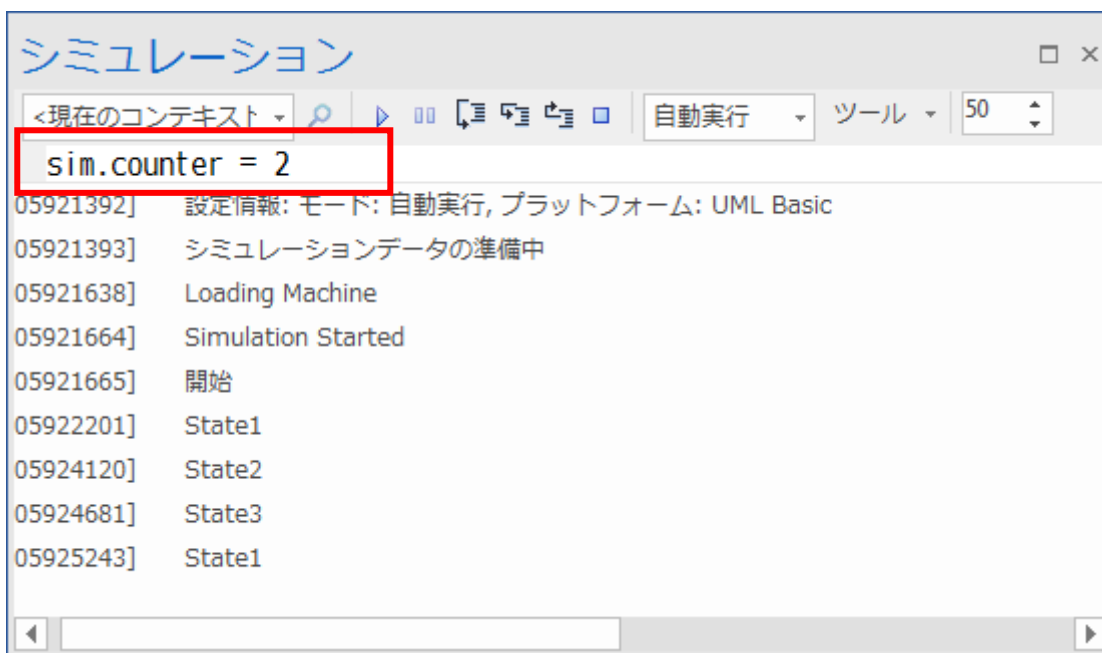 シミュレーション
<現在のコンテキスト 自動実行 ツール 50
sim.counter = 2
05921392] 設定情報: モード: 自動実行, プラットフォーム: UML Basic
05921393] シミュレーションデータの準備中
05921638] Loading Machine
05921664] Simulation Started
05921665] 開始
05922201] State1
05924120] State2
05924681] State3
05925243] State1